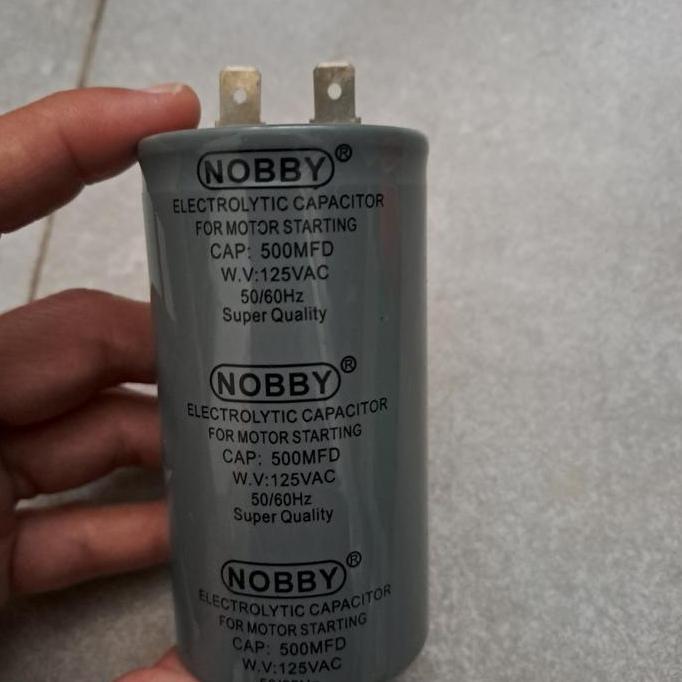 NOBBY®
ELECTROLYTIC CAPACITOR
FOR MOTOR STARTING
CAP: 500MFD
W.V:125VAC
50/60Hz
Super Quality
NOBBY®
ELECTROLYTIC CAPACITOR
FOR MOTOR STARTING
CAP: 500MFD
W.V:125VAC
50/60Hz
Super Quality
NOBBY®
ELECTROLYTIC CAPACITOR
FOR MOTOR STARTING
CAP: 500MFD
W.V:125VAC